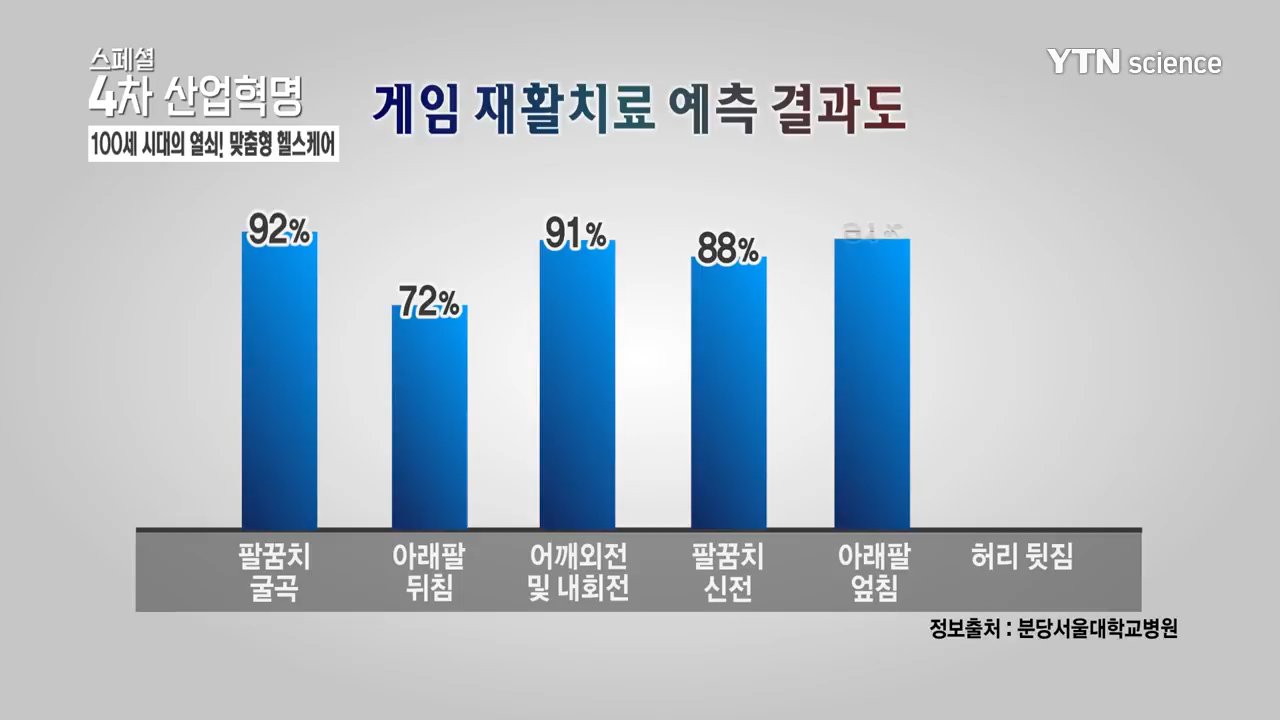 스페셜
4차 산업혁명
100세 시대의 열쇠! 맞춤형 헬스케어
YTN science
게임 재활치료 예측 결과도
92%
72%
91%
88%
팔꿈치
굴곡
아래팔
뒤침
어깨외전
및 내회전
팔꿈치
신전
아래팔
엎침
허리 뒷짐
정보출처 : 분당서울대학교병원